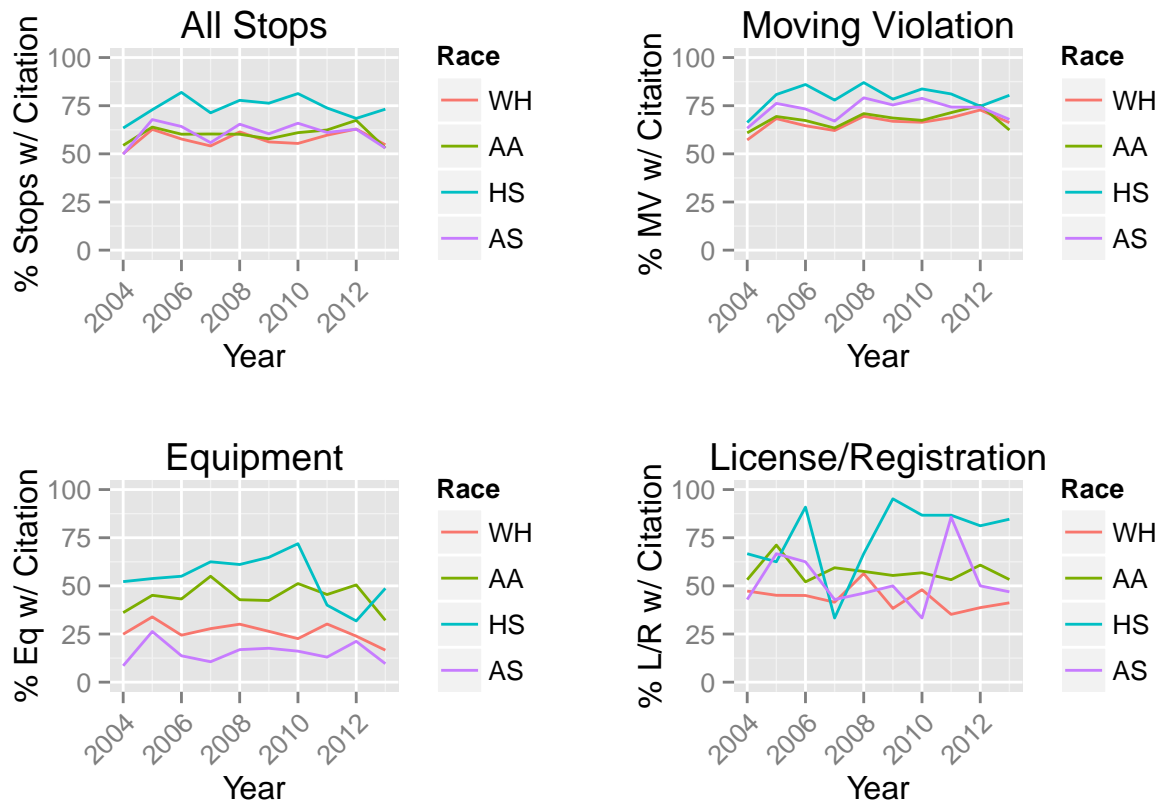 All Stops
% Stops w/ Citation
100
75
50
25
0
2004
2006
2008
2010
2012
Year
Race
WH
AA
HS
AS
Moving Violation
% MV w/ Citaiton
100
75
50
25
0
2004
2006
2008
2010
2012
Year
Race
WH
AA
HS
AS
Equipment
% Eq w/ Citation
100
75
50
25
0
2004
2006
2008
2010
2012
Year
Race
WH
AA
HS
AS
License/Registration
% L/R w/ Citation
100
75
50
25
0
2004
2006
2008
2010
2012
Year
Race
WH
AA
HS
AS